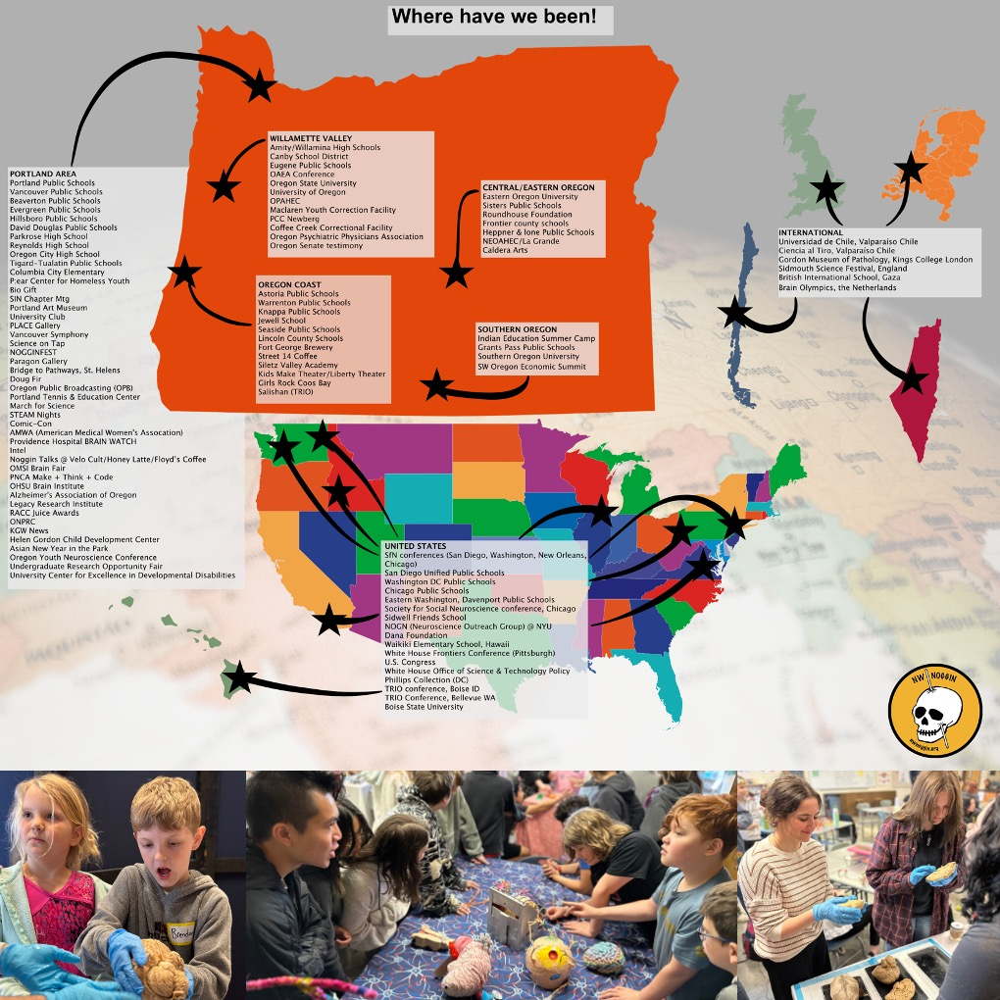 Where have we been!
PORTLAND AREA
Portland Public Schools
Vancouver Public Schools
Beaverton Public Schools
Evergreen Public Schools
Hillsboro Public Schools
David Douglas Public Schools
Parkrose High School
Reynolds High School
Oregon City High School
Tigard-Tualatin Public Schools
Columbia City Elementary
P:ear Center for Homeless Youth
Bio Gift
SIN Chapter Mtg
Portland Art Museum
University Club
PLACE Gallery
Vancouver Symphony
Science on Tap
NOGGINFEST
Paragon Gallery
Bridge to Pathways, St. Helens
Doug Fir
Oregon Public Broadcasting (OPB)
Portland Tennis & Education Center
March for Science
STEAM Nights
Comic-Con
AMWA (American Medical Women's Assocation)
Providence Hospital BRAIN WATCH
Intel
Noggin Talks @ Velo Cult/Honey Latte/Floyd's Coffee
OMSI Brain Fair
PNCA Make + Think + Code
OHSU Brain Institute
Alzheimer's Association of Oregon
Legacy Research Institute
RACC Juice Awards
ONPRC
KGW News
Helen Gordon Child Development Center
Asian New Year in the Park
Oregon Youth Neuroscience Conference
Undergraduate Research Opportunity Fair
University Center for Excellence in Developmental Disabilities
WILLAMETTE VALLEY
Amity/Willamina High Schools
Canby School District
Eugene Public Schools
OAEA Conference
Oregon State University
University of Oregon
OPAHEC
Maclaren Youth Correction Facility
PCC Newberg
Coffee Creek Correctional Facility
Oregon Psychiatric Physicians Association
Oregon Senate testimony
CENTRAL/EASTERN OREGON
Eastern Oregon University
Sisters Public Schools
Roundhouse Foundation
Frontier county schools
Heppner & Ione Public Schools
NEOAHEC/La Grande
Caldera Arts
OREGON COAST
Astoria Public Schools
Warrenton Public Schools
Knappa Public Schools
Jewell School
Seaside Public Schools
Lincoln County Schools
Fort George Brewery
Street 14 Coffee
Siletz Valley Academy
Kids Make Theater/Liberty Theater
Girls Rock Coos Bay
Salishan (TRIO)
SOUTHERN OREGON
Indian Education Summer Camp
Grants Pass Public Schools
Southern Oregon University
SW Oregon Economic Summit
INTERNATIONAL
Universidad de Chile, Valparaíso Chile
Ciencia al Tiro, Valparaíso Chile
Gordon Museum of Pathology, Kings College London
Sidmouth Science Festival, England
British International School, Gaza
Brain Olympics, the Netherlands
UNITED STATES
SfN conferences (San Diego, Washington, New Orleans,
Chicago)
San Diego Unified Public Schools
Washington DC Public Schools
Chicago Public Schools
Eastern Washington, Davenport Public Schools
Society for Social Neuroscience conference, Chicago
Sidwell Friends School
NOGN (Neuroscience Outreach Group) @ NYU
Dana Foundation
Waikiki Elementary School, Hawaii
White House Frontiers Conference (Pittsburgh)
U.S. Congress
White House Office of Science & Technology Policy
Phillips Collection (DC)
TRIO conference, Boise ID
TRIO Conference, Bellevue WA
Boise State University
NW NOGGIN
nwnoggin.org